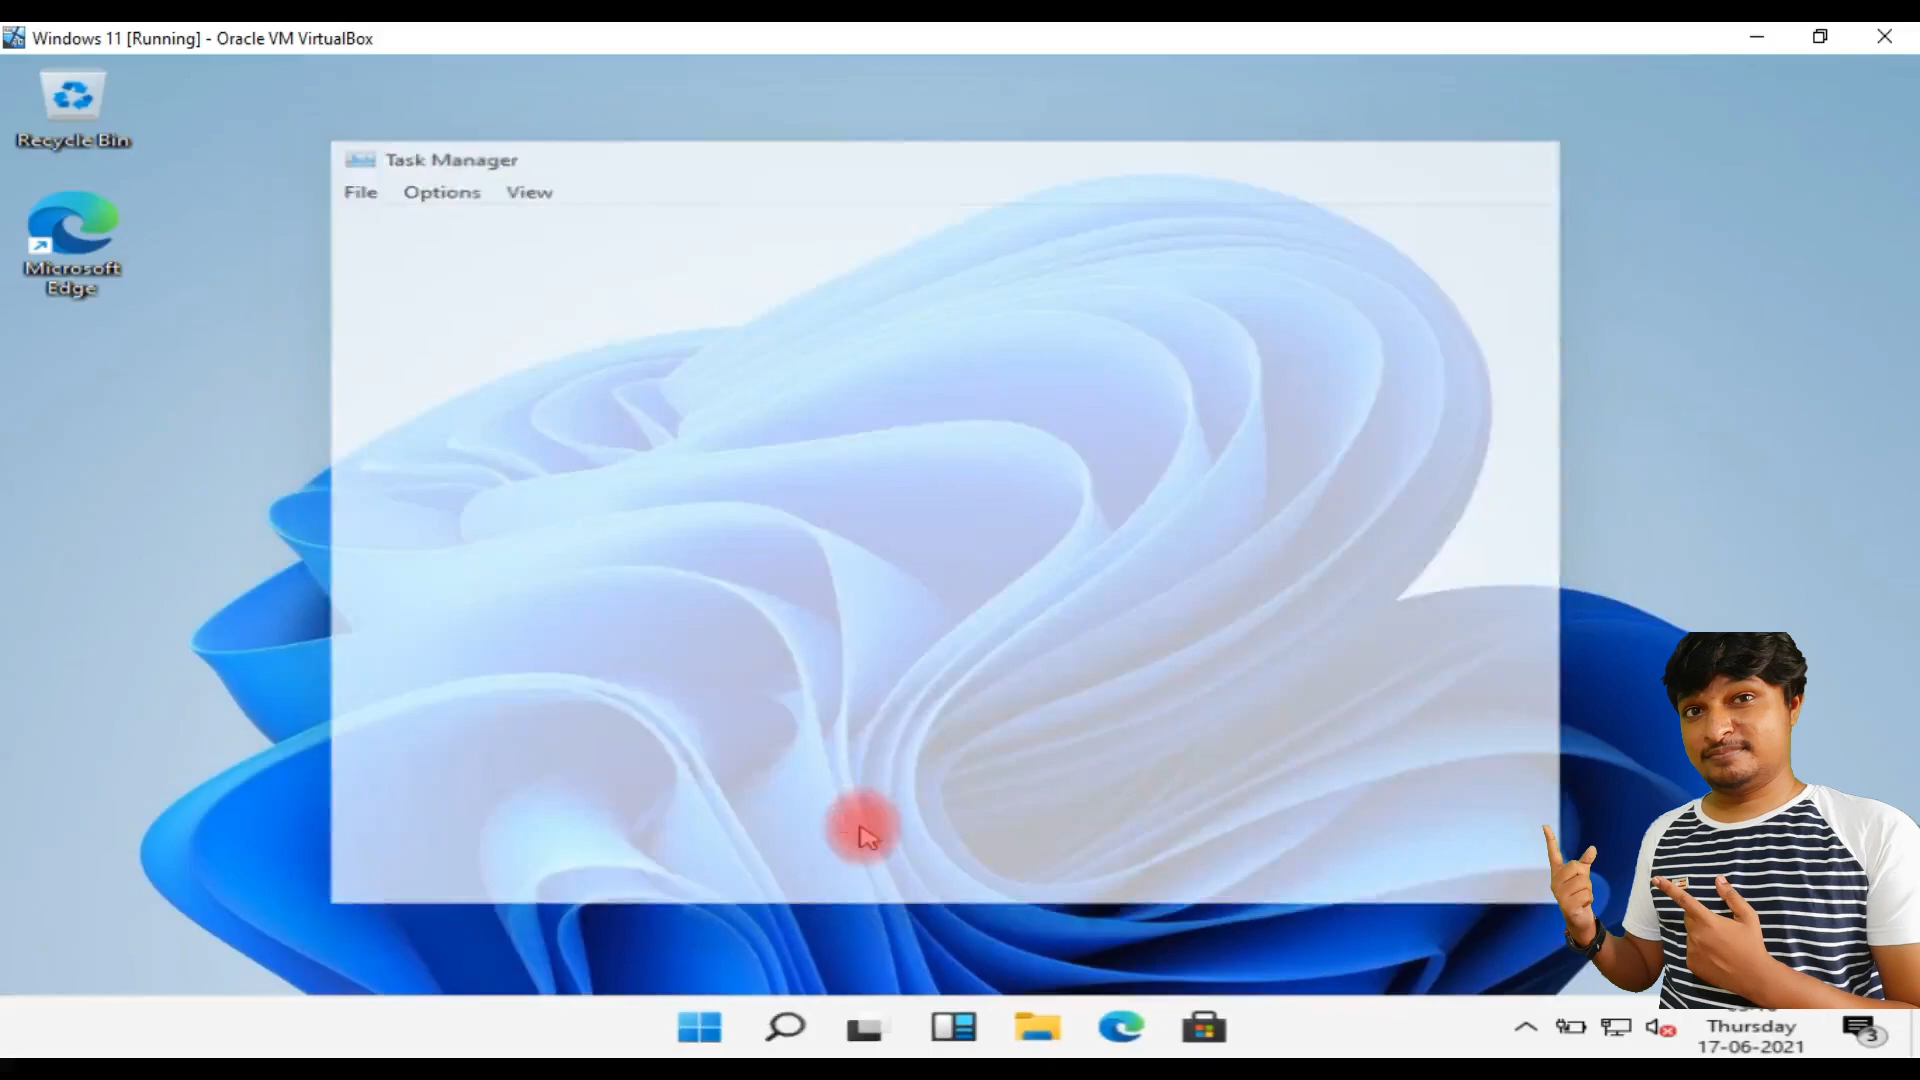 Windows 11 [Running] - Oracle VM VirtualBox
Recycle Bin
Microsoft
Edge
Task Manager
File Options View
Thursday
17-06-2021
3